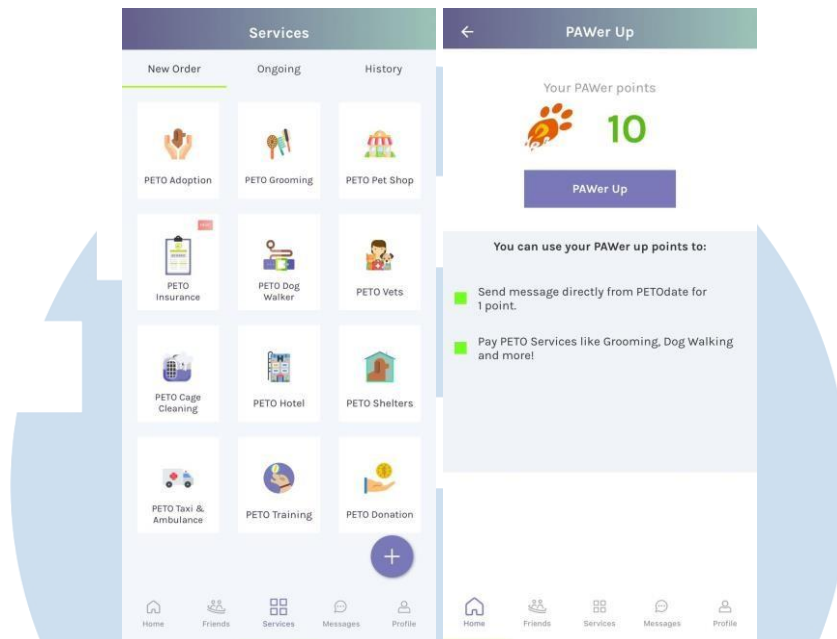 Services
New Order
Ongoing
History
PETO Adoption
PETO Grooming
PETO Pet Shop
PETO
Insurance
PETO Dog
Walker
PETO Vets
PETO Cage
Cleaning
PETO Hotel
PETO Shelters
PETO Taxi &
Ambulance
PETO Training
PETO Donation
Home
Friends
Services
Messages
Profile
PAWer Up
Your PAWer points
10
PAWer Up
You can use your PAWer up points to:
Send message directly from PETOdate for
1 point.
Pay PETO Services like Grooming, Dog Walking
and more!
Home
Friends
Services
Messages
Profile